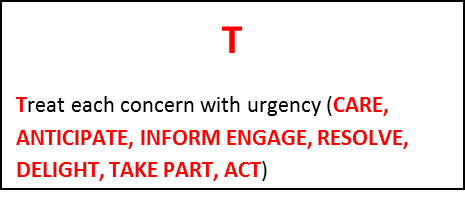 T
Treat each concern with urgency (CARE,
ANTICIPATE, INFORM ENGAGE, RESOLVE,
DELIGHT, TAKE PART, ACT)